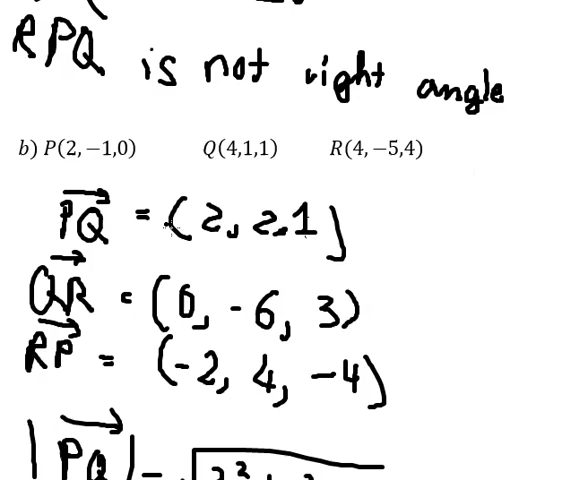 RPQ is not right angle
b) P(2, −1,0) Q(4,1,1) R(4, −5,4)
PQ = (2, 2,1)
QR = (0, -6, 3)
RP = (-2, 4, -4)
|PQ| = √